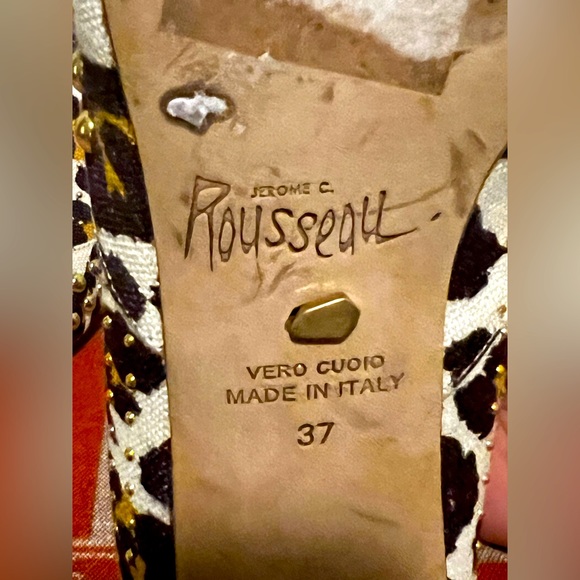 JEROME C.
Rousseau.
VERO CUOIO
MADE IN ITALY
37